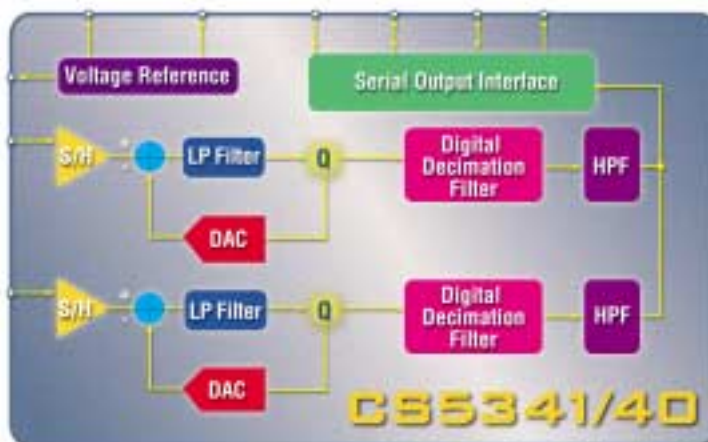 Voltage Reference
Serial Output Interface
S/H
LP Filter
Q
Digital
Decimation
Filter
HPF
DAC
S/H
LP Filter
Q
Digital
Decimation
Filter
HPF
DAC
CS5341/40